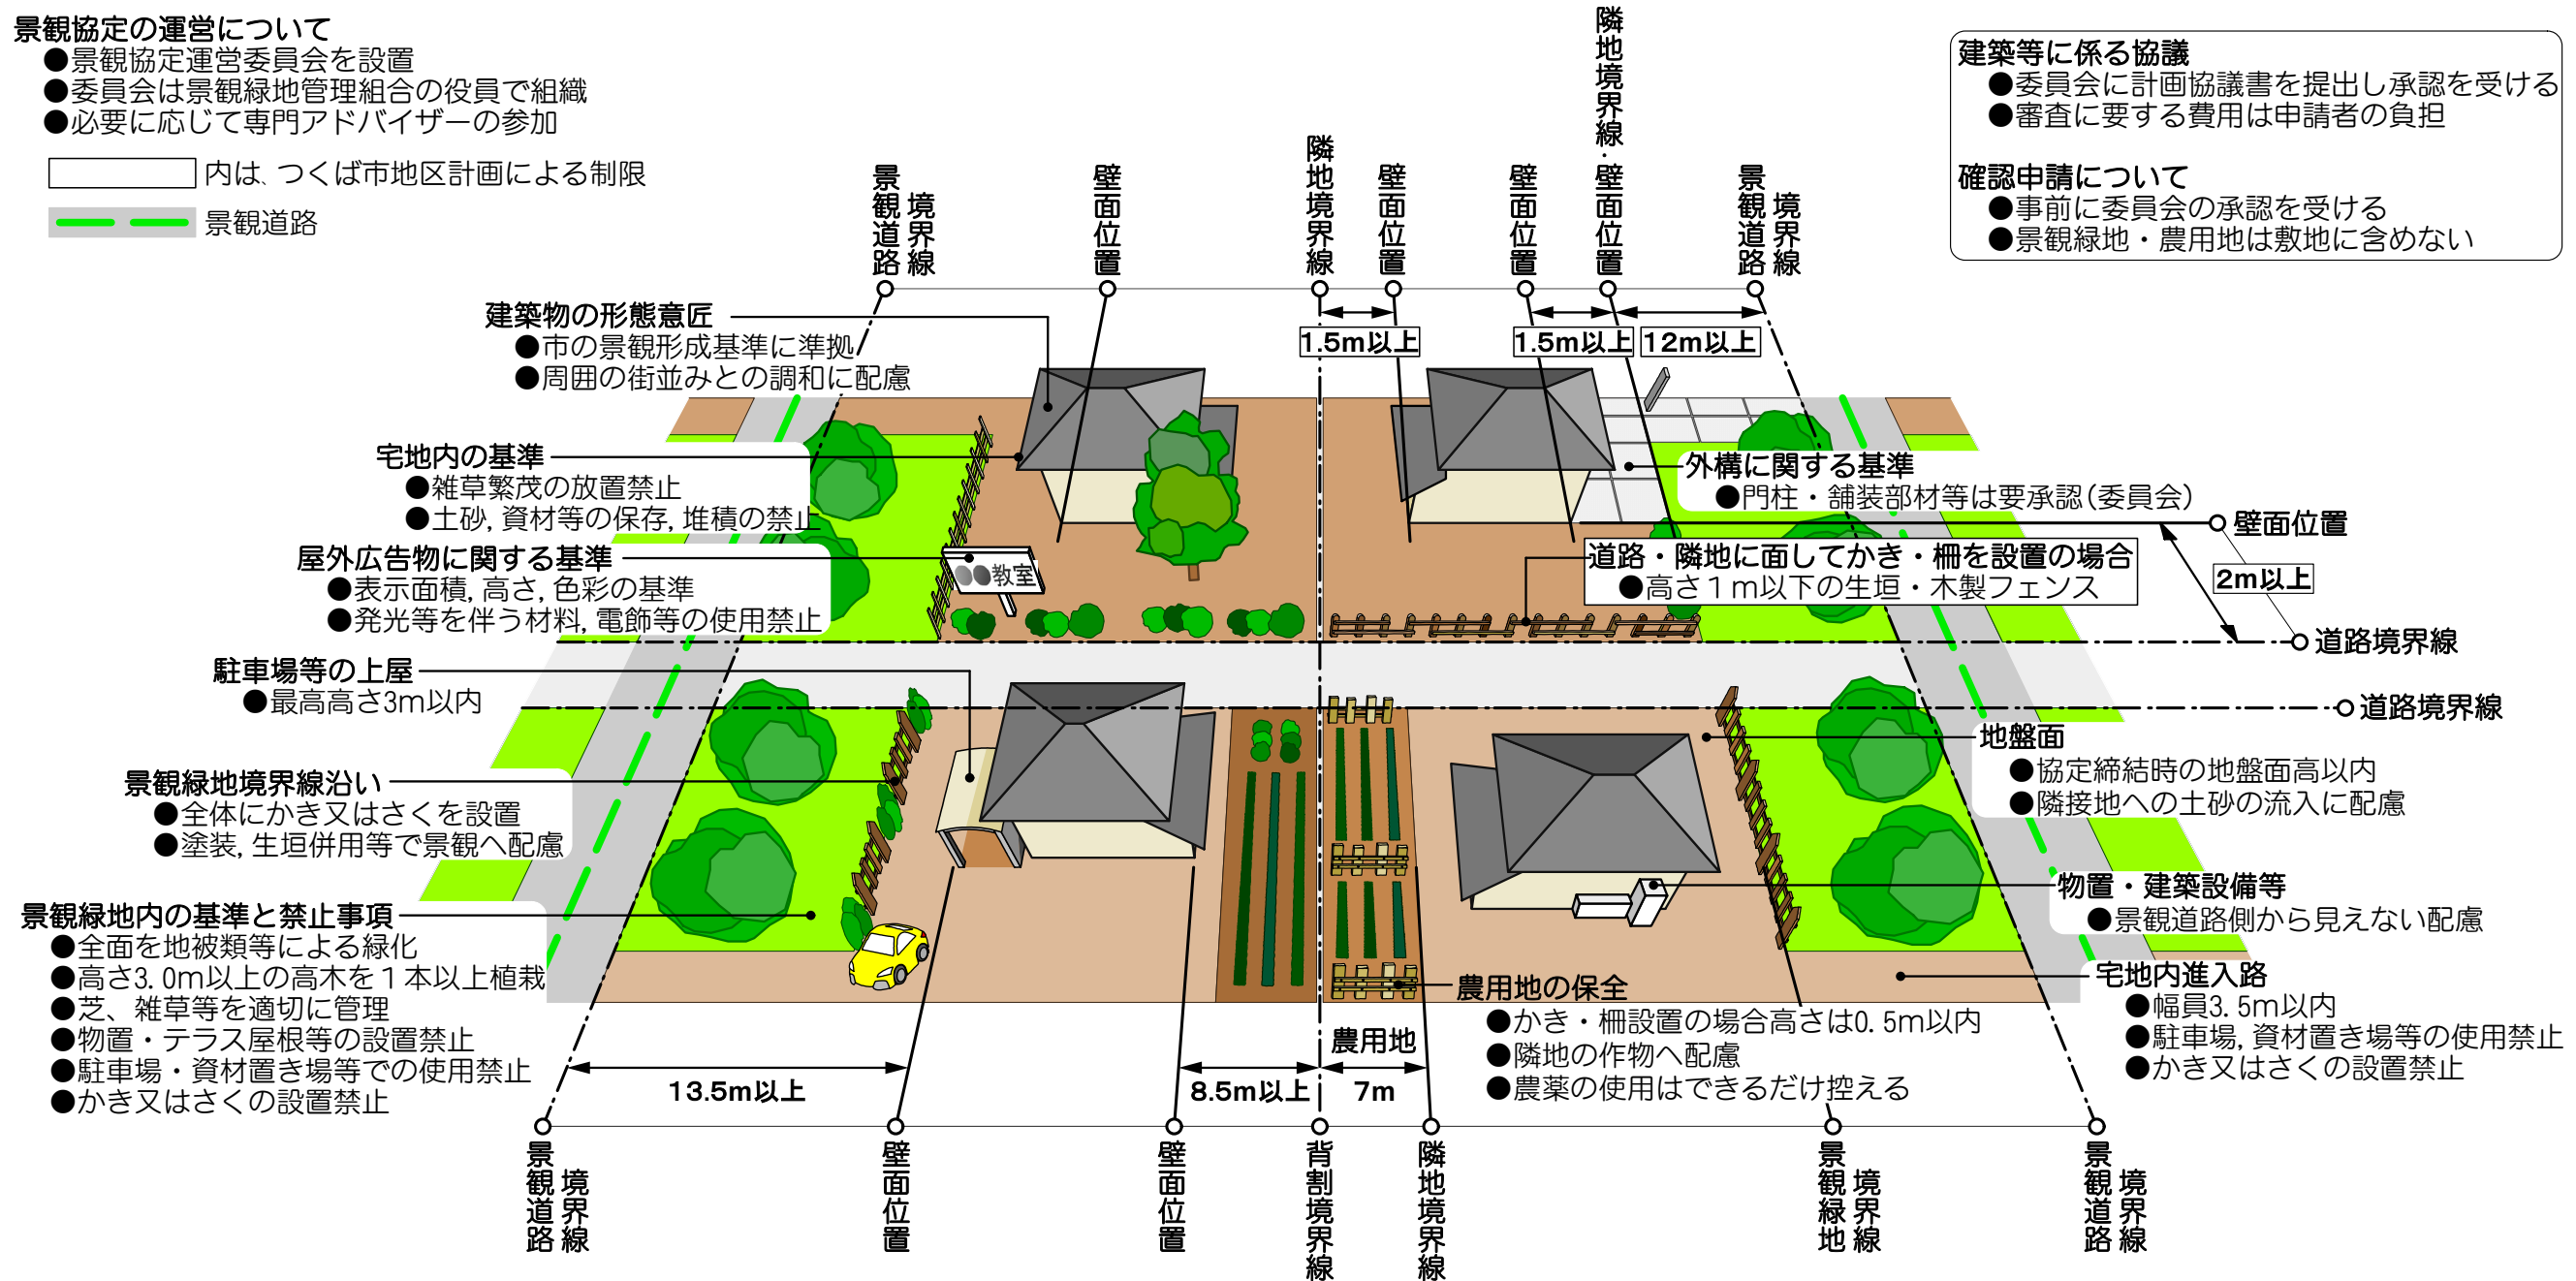 景観協定の運営について
●景観協定運営委員会を設置
●委員会は景観緑地管理組合の役員で組織
●必要に応じて専門アドバイザーの参加
内は、つくば市地区計画による制限
景観道路
建築等に係る協議
●委員会に計画協議書を提出し承認を受ける
●審査に要する費用は申請者の負担
確認申請について
●事前に委員会の承認を受ける
●景観緑地・農用地は敷地に含めない
景観道路
境界線
壁面位置
隣地境界線
壁面位置
壁面位置
隣地境界線・壁面位置
景観道路
境界線
1.5m以上
1.5m以上
12m以上
建築物の形態意匠
●市の景観形成基準に準拠
●周囲の街並みとの調和に配慮
宅地内の基準
●雑草繁茂の放置禁止
●土砂,資材等の保存,堆積の禁止
屋外広告物に関する基準
●表示面積,高さ,色彩の基準
●発光等を伴う材料,電飾等の使用禁止
●●教室
外構に関する基準
●門柱・舗装部材等は要承認(委員会)
壁面位置
道路・隣地に面してかき・柵を設置の場合
●高さ1m以下の生垣・木製フェンス
2m以上
道路境界線
道路境界線
駐車場等の上屋
●最高高さ3m以内
地盤面
●協定締結時の地盤面高以内
●隣接地への土砂の流入に配慮
景観緑地境界線沿い
●全体にかき又はさくを設置
●塗装,生垣併用等で景観へ配慮
物置・建築設備等
●景観道路側から見えない配慮
景観緑地内の基準と禁止事項
●全面を地被類等による緑化
●高さ3.0m以上の高木を1本以上植栽
●芝、雑草等を適切に管理
●物置・テラス屋根等の設置禁止
●駐車場・資材置き場等での使用禁止
●かき又はさくの設置禁止
宅地内進入路
●幅員3.5m以内
●駐車場,資材置き場等の使用禁止
●かき又はさくの設置禁止
農用地の保全
●かき・柵設置の場合高さは0.5m以内
●隣地の作物へ配慮
●農薬の使用はできるだけ控える
農用地
13.5m以上
8.5m以上
7m
景観道路
境界線
壁面位置
壁面位置
背割境界線
隣地境界線
景観緑地
境界線
景観道路
境界線